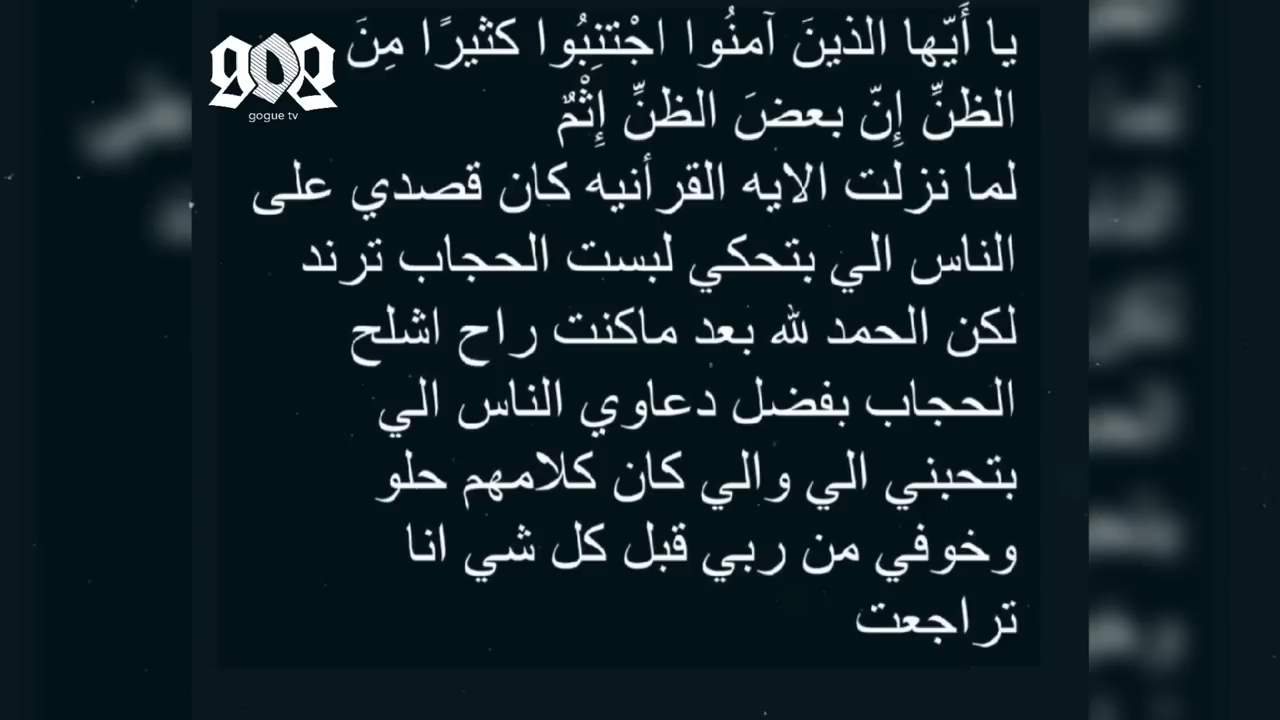 يا أَيّها الذينَ آمنُوا اجْتنِبُوا كثيرًا مِنَ
الظنِّ إِنّ بعضَ الظنِّ إِثْمٌ
لما نزلت الايه القرأنيه كان قصدي على
الناس الي بتحكي لبست الحجاب ترند
لكن الحمد لله بعد ماكنت راح اشلح
الحجاب بفضل دعاوي الناس الي
بتحبني الي والي كان كلامهم حلو
وخوفي من ربي قبل كل شي انا
تراجعت
gogue tv